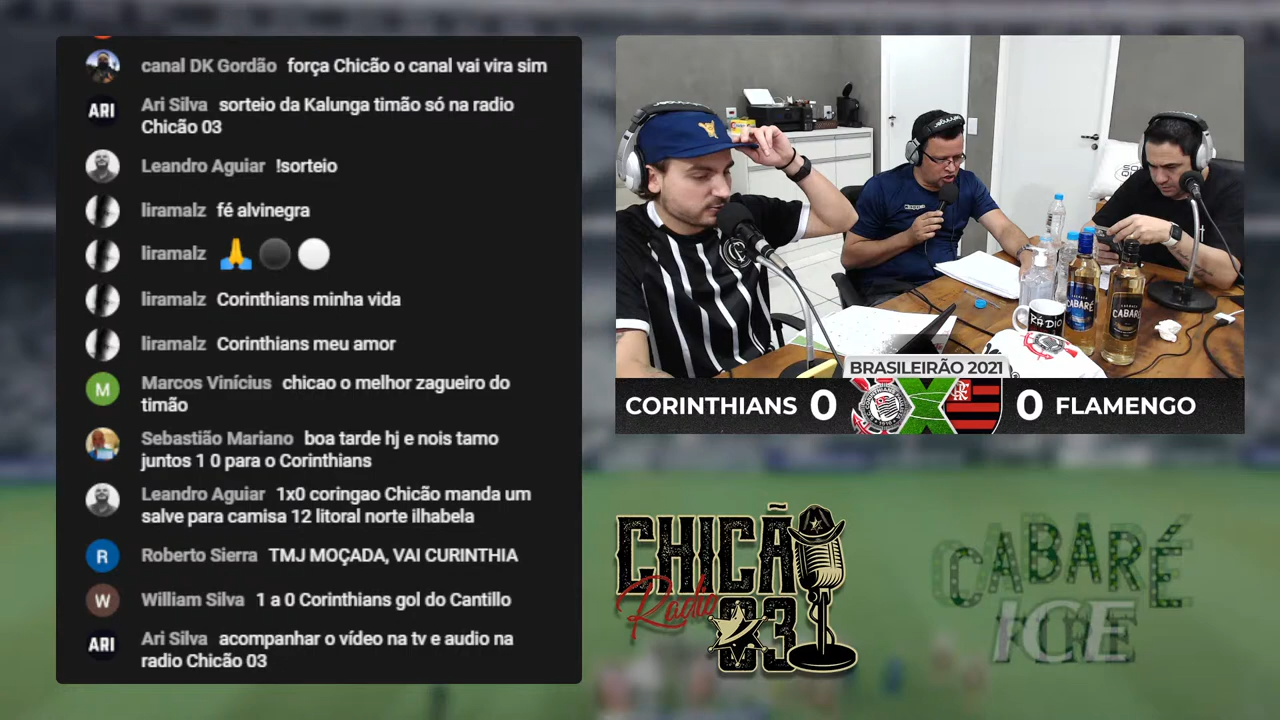 canal DK Gordão força Chicão o canal vai vira sim
ARI
Ari Silva sorteio da Kalunga timão só na radio
Chicão 03
Leandro Aguiar !sorteio
liramalz fé alvinegra
liramalz 🙏⚫⚪
liramalz Corinthians minha vida
liramalz Corinthians meu amor
M
Marcos Vinícius chicao o melhor zagueiro do
timão
Sebastião Mariano boa tarde hj e nois tamo
juntos 1 0 para o Corinthians
Leandro Aguiar 1x0 coringao Chicão manda um
salve para camisa 12 litoral norte ilhabela
R
Roberto Sierra TMJ MOÇADA, VAI CURINTHIA
W
William Silva 1 a 0 Corinthians gol do Cantillo
ARI
Ari Silva acompanhar o vídeo na tv e audio na
radio Chicão 03
RÁDIO
CABARÉ
CABARÉ
BRASILEIRÃO 2021
CORINTHIANS 0 0 FLAMENGO
CHICÃO
Radio
03
CABARÉ
ICE